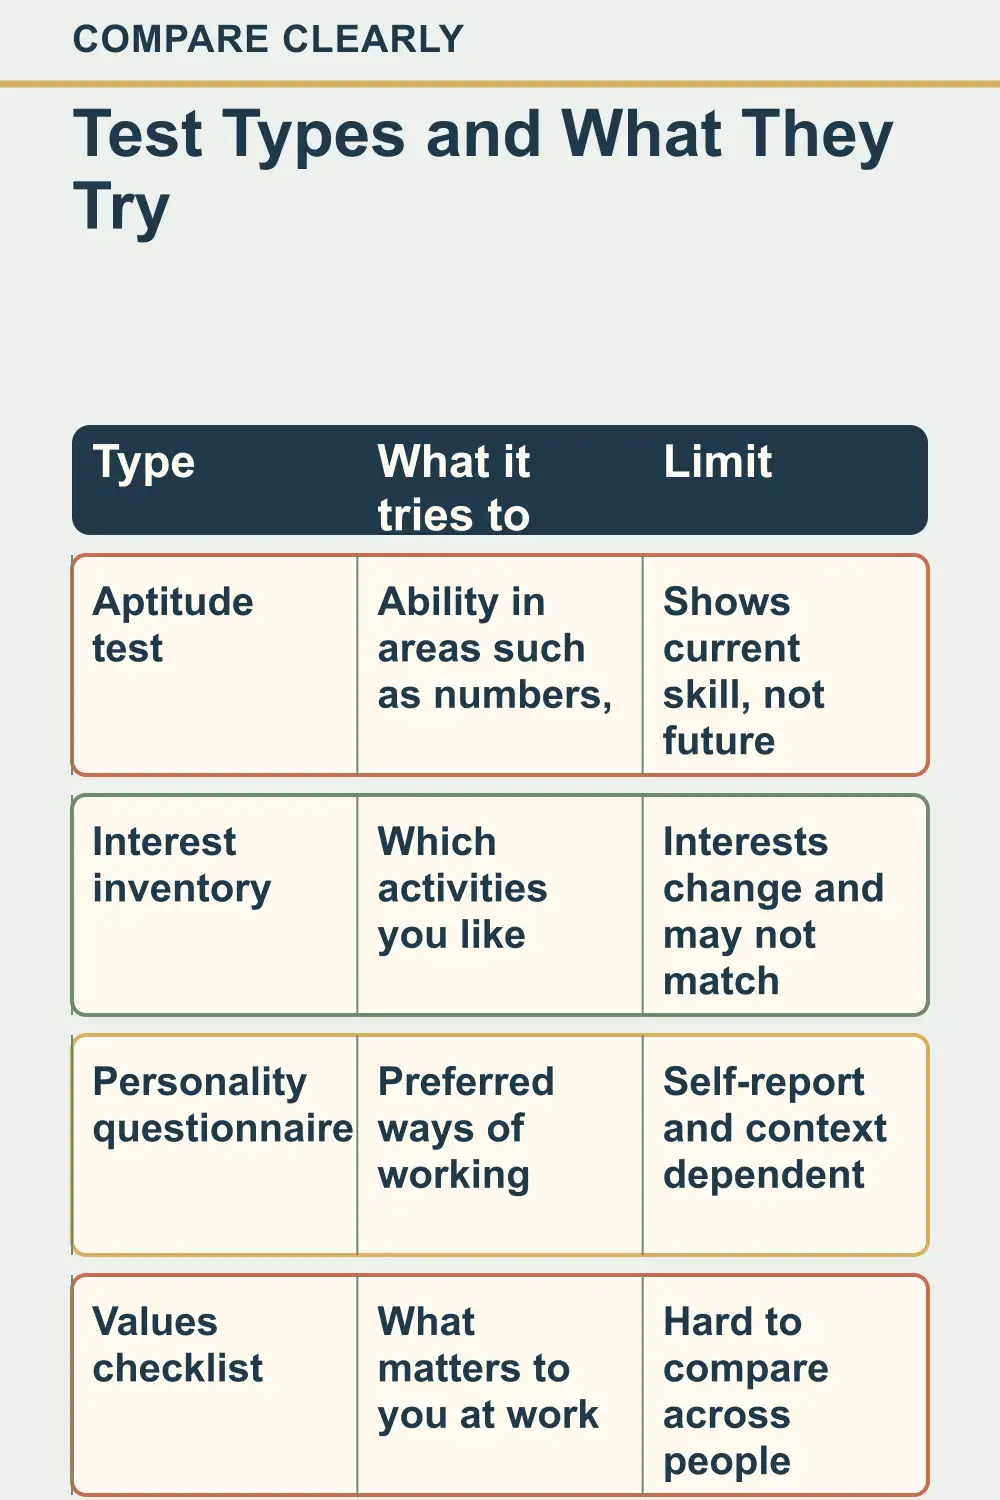 COMPARE CLEARLY
Test Types and What They
Try
Type
What it
tries to
Limit
Aptitude
test
Ability in
areas such
as numbers,
Shows
current
skill, not
future
Interest
inventory
Which
activities
you like
Interests
change and
may not
match
Personality
questionnaire
Preferred
ways of
working
Self-report
and context
dependent
Values
checklist
What
matters to
you at work
Hard to
compare
across
people